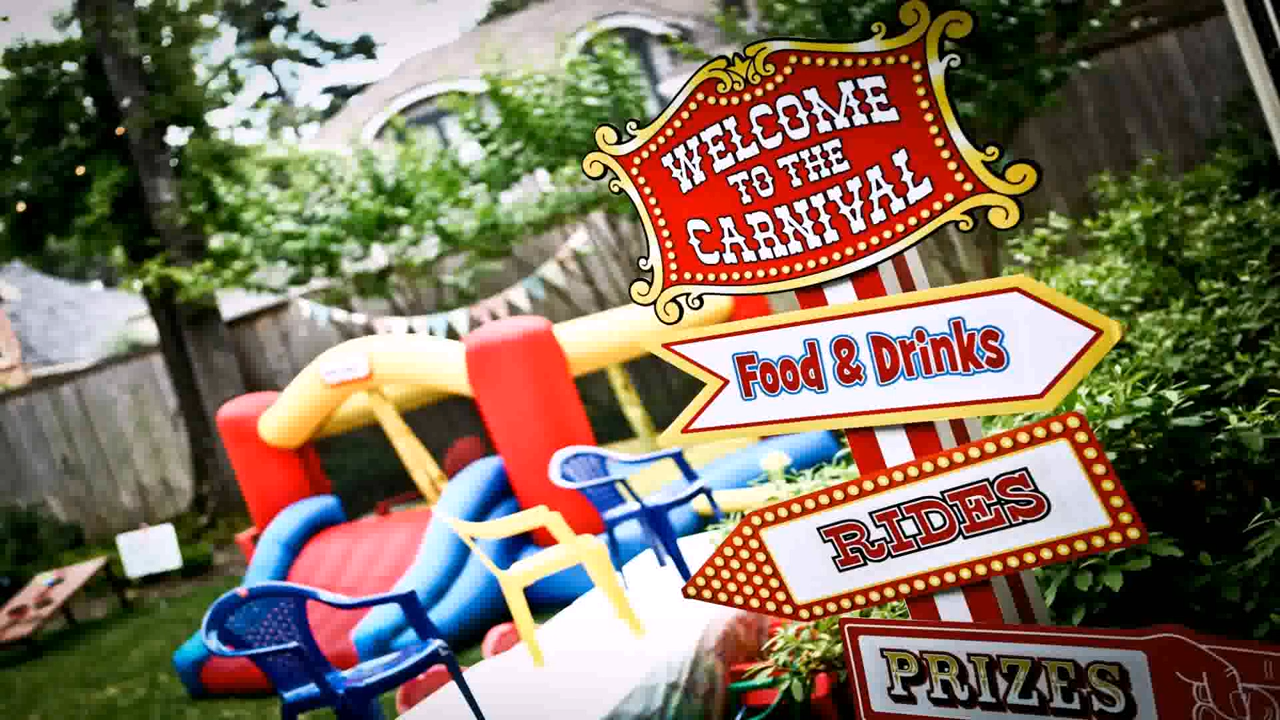 WELCOME
TO THE
CARNIVAL
Food & Drinks
RIDES
PRIZES